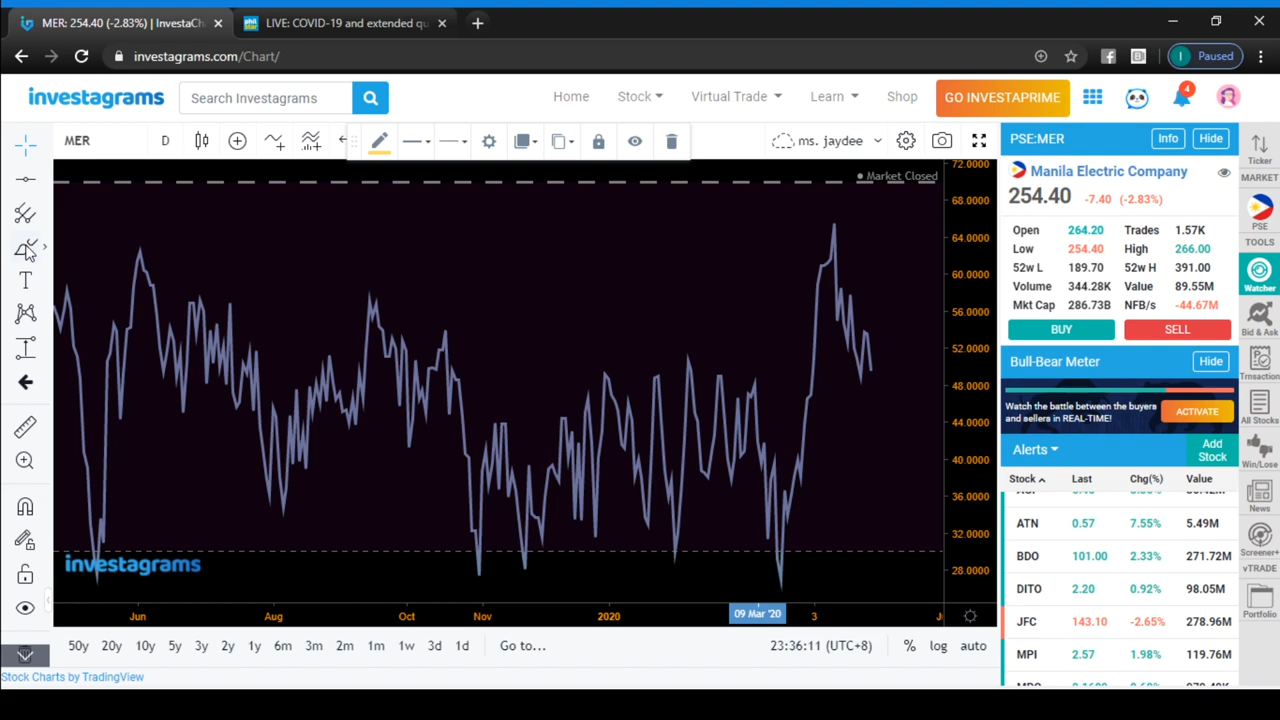 MER: 254.40 (-2.83%) | InvestaCh
LIVE: COVID-19 and extended qu
investagrams.com/Chart/
Paused
investagrams
Search Investagrams
Home
Stock
Virtual Trade
Learn
Shop
GO INVESTAPRIME
4
MER
D
ms. jaydee
Market Closed
72.0000
68.0000
64.0000
60.0000
56.0000
52.0000
48.0000
44.0000
40.0000
36.0000
32.0000
28.0000
investagrams
Jun
Aug
Oct
Nov
2020
09 Mar '20
3
50y 20y 10y 5y 3y 2y 1y 6m 3m 2m 1m 1w 3d 1d Go to...
23:36:11 (UTC+8)
% log auto
Stock Charts by TradingView
PSE:MER
Info
Hide
Manila Electric Company
254.40 -7.40 (-2.83%)
Open 264.20 Trades 1.57K
Low 254.40 High 266.00
52w L 189.70 52w H 391.00
Volume 344.28K Value 89.55M
Mkt Cap 286.73B NFB/s -44.67M
BUY
SELL
Bull-Bear Meter
Hide
Watch the battle between the buyers
and sellers in REAL-TIME!
ACTIVATE
Alerts
Add
Stock
Stock Last Chg(%) Value
ATN 0.57 7.55% 5.49M
BDO 101.00 2.33% 271.72M
DITO 2.20 0.92% 98.05M
JFC 143.10 -2.65% 278.96M
MPI 2.57 1.98% 119.76M
Ticker
MARKET
PSE
TOOLS
Watcher
Bid & Ask
Trnsaction
All Stocks
Win/Lose
News
Screener+
vTRADE
Portfolio